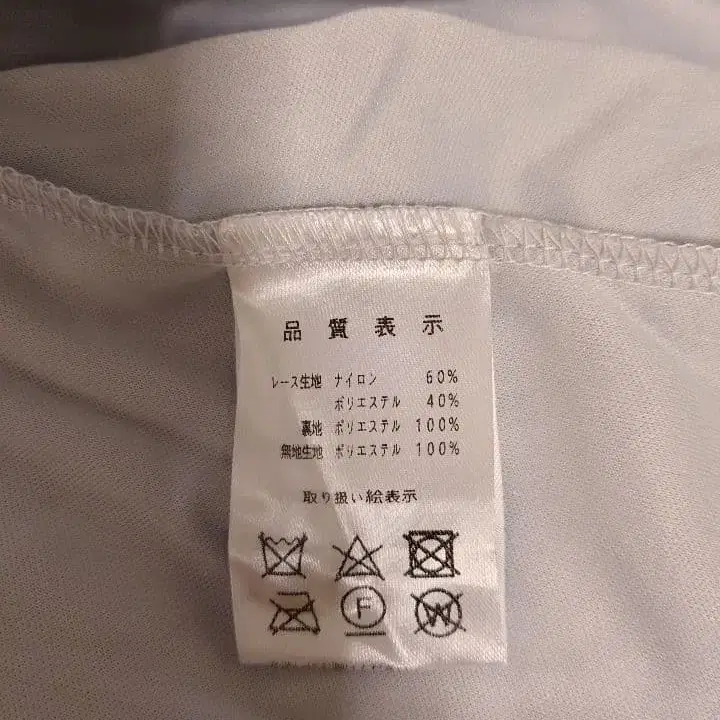 品質表示
レース生地 ナイロン 60%
ポリエステル 40%
裏地 ポリエステル 100%
無地生地 ポリエステル 100%
取り扱い絵表示
F
W